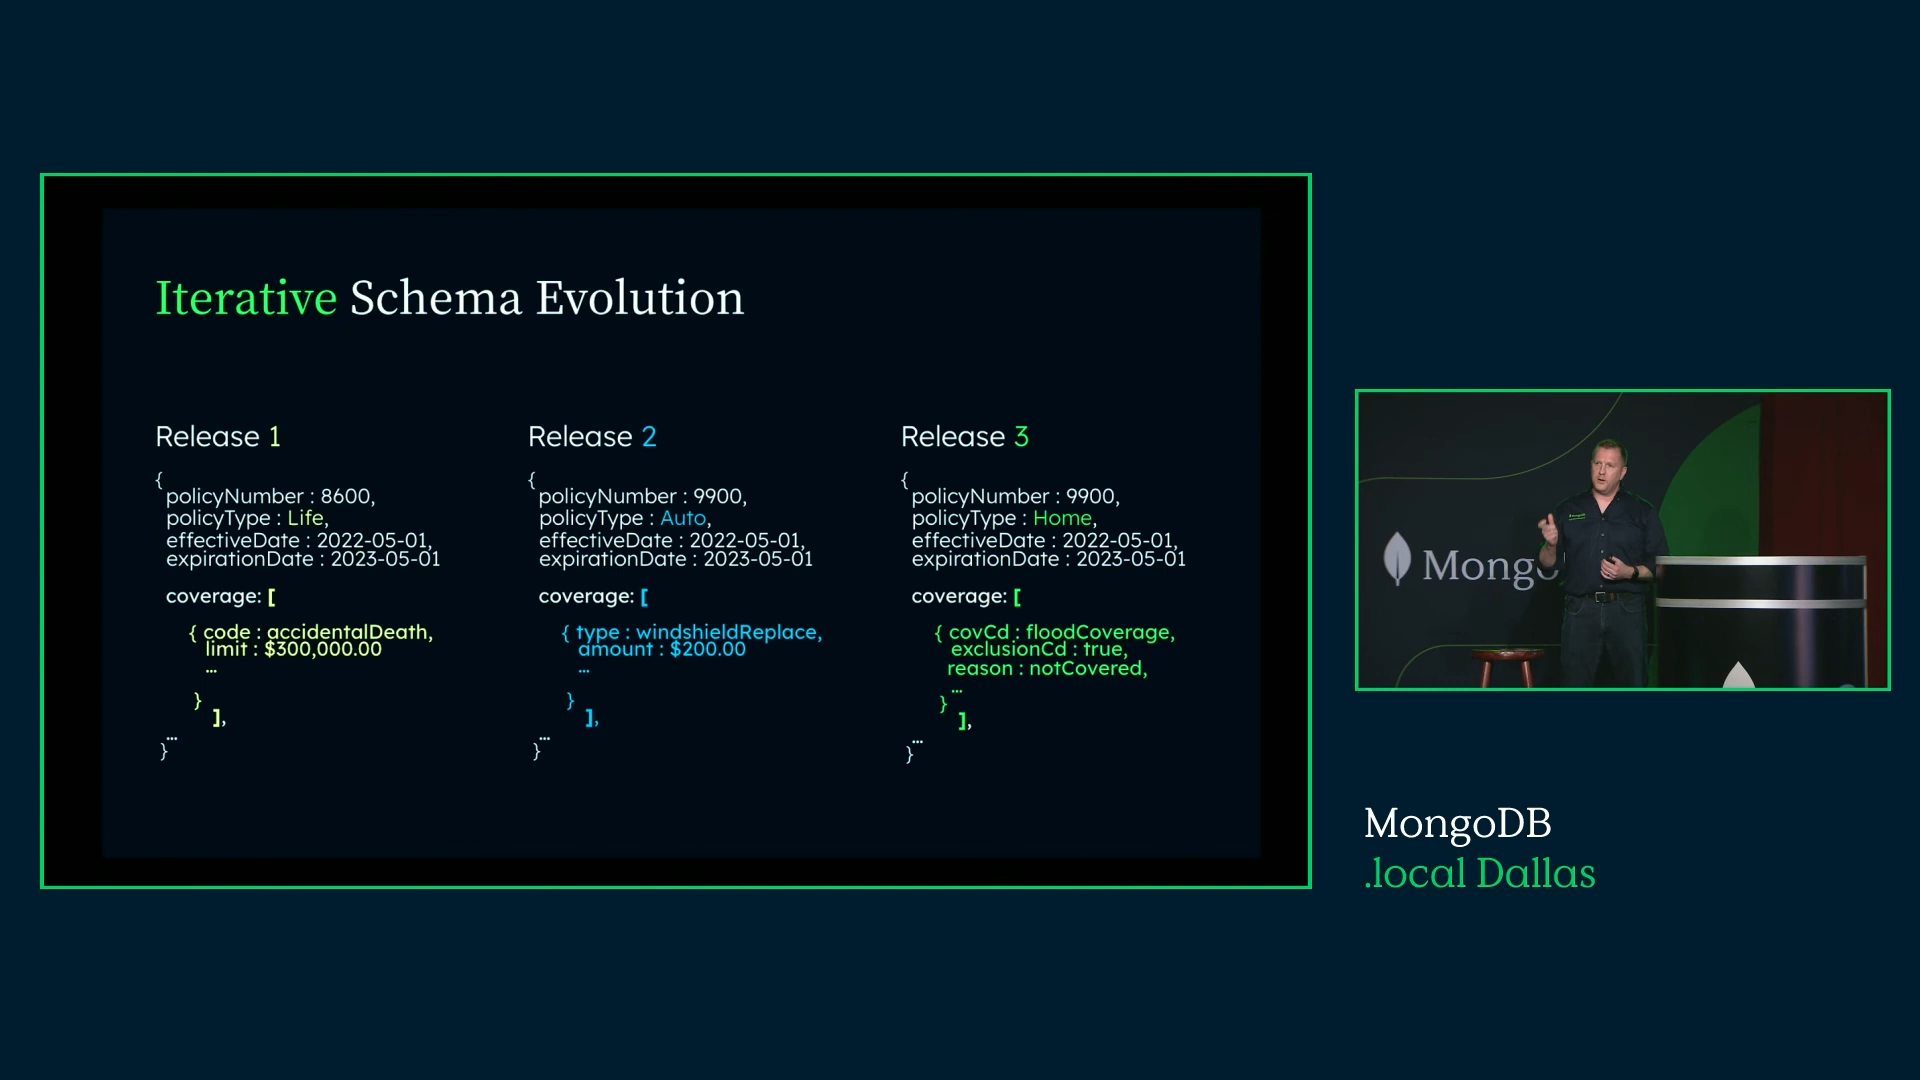 Iterative Schema Evolution
Release 1
{
policyNumber : 8600,
policyType : Life,
effectiveDate : 2022-05-01,
expirationDate : 2023-05-01
coverage: [
{ code : accidentalDeath,
limit : $300,000.00
...
}
],
...
}
Release 2
{
policyNumber : 9900,
policyType : Auto,
effectiveDate : 2022-05-01,
expirationDate : 2023-05-01
coverage: [
{ type : windshieldReplace,
amount : $200.00
...
}
],
...
}
Release 3
{
policyNumber : 9900,
policyType : Home,
effectiveDate : 2022-05-01,
expirationDate : 2023-05-01
coverage: [
{ covCd : floodCoverage,
exclusionCd : true,
reason : notCovered,
...
}
],
...
}
Mongo
MongoDB
.local Dallas